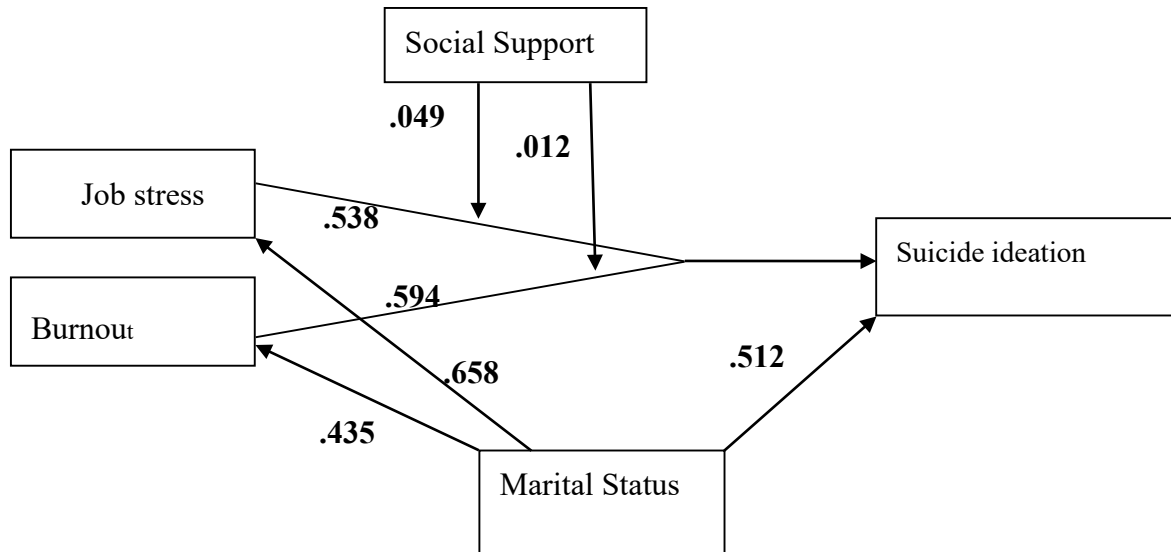 Social Support
.049
.012
Job stress
.538
Suicide ideation
Burnout
.594
.658
.512
.435
Marital Status